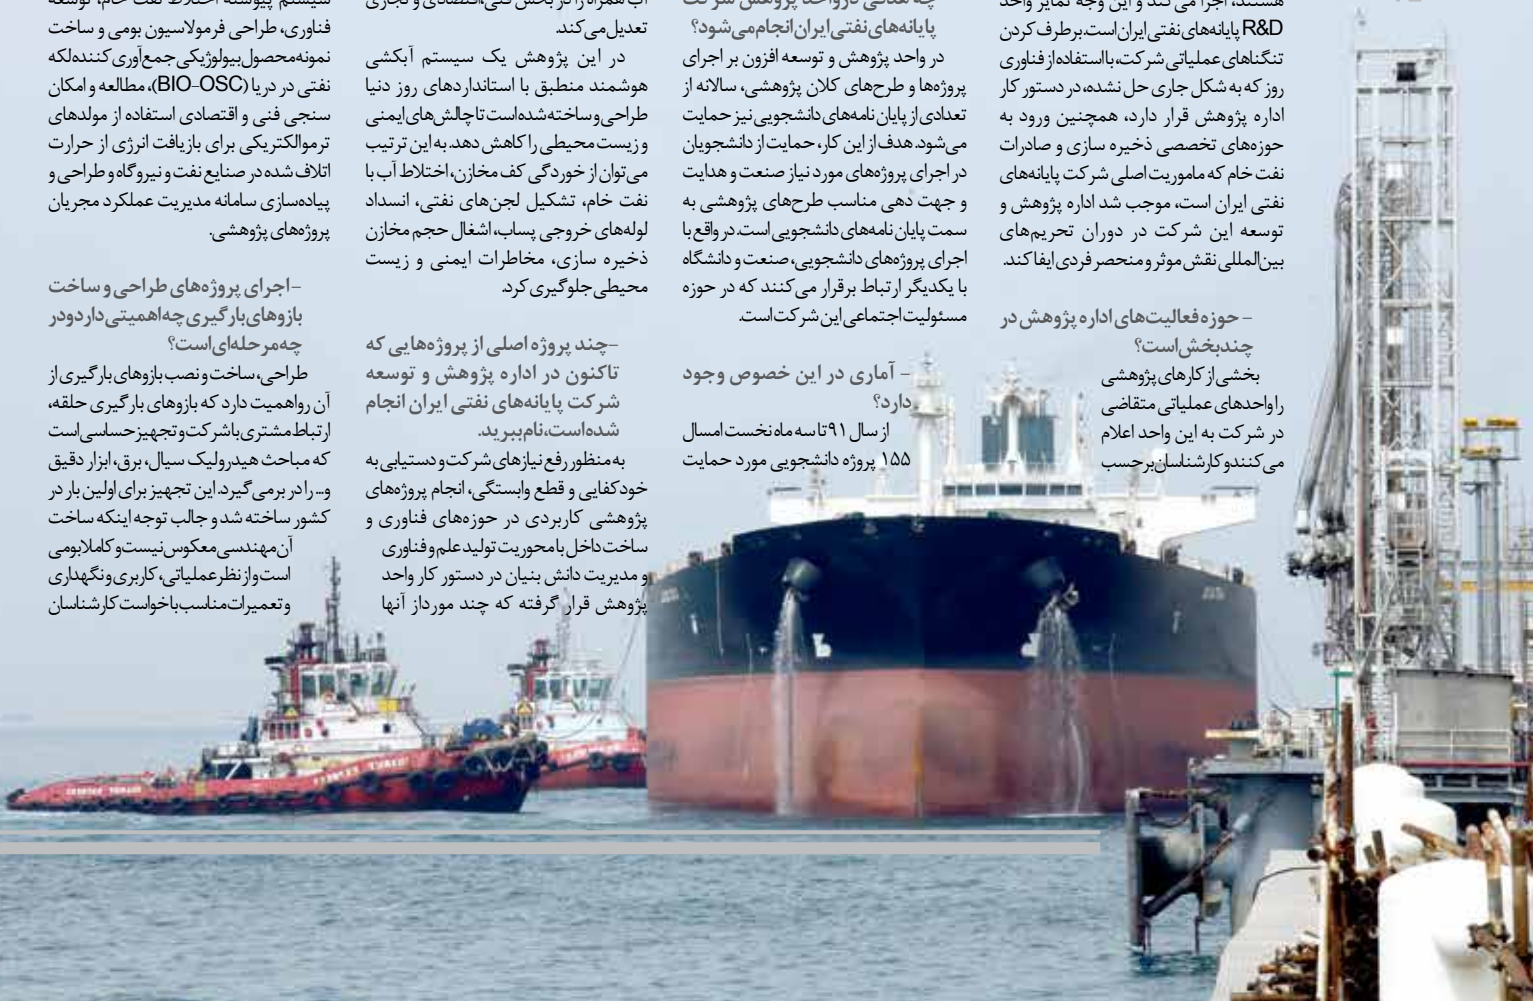 هستند، اجرا می کند و این وجه تمایز واحد
R&D پایانه‌های نفتی ایران است. برطرف کردن
تنگناهای عملیاتی شرکت، با استفاده از فناوری
روز که به شکل جاری حل نشده، در دستور کار
اداره پژوهش قرار دارد، همچنین ورود به
حوزه‌های تخصصی ذخیره سازی و صادرات
نفت خام که ماموریت اصلی شرکت پایانه‌های
نفتی ایران است، موجب شد اداره پژوهش و
توسعه این شرکت در دوران تحریم‌های
بین‌المللی نقش موثر و منحصر فردی ایفا کند.
- حوزه فعالیت‌های اداره پژوهش در
چند بخش است؟
بخشی از کارهای پژوهشی
را واحدهای عملیاتی متقاضی
در شرکت به این واحد اعلام
می کنند و کارشناسان برحسب
چه هدفی در واحد پژوهش شرکت
پایانه‌های نفتی ایران انجام می‌شود؟
در واحد پژوهش و توسعه افزون بر اجرای
پروژه‌ها و طرح‌های کلان پژوهشی، سالانه از
تعدادی از پایان نامه‌های دانشجویی نیز حمایت
می‌شود. هدف از این کار، حمایت از دانشجویان
در اجرای پروژه‌های مورد نیاز صنعت و هدایت
و جهت دهی مناسب طرح‌های پژوهشی به
سمت پایان نامه‌های دانشجویی است. در واقع با
اجرای پروژه‌های دانشجویی، صنعت و دانشگاه
با یکدیگر ارتباط برقرار می کنند که در حوزه
مسئولیت اجتماعی این شرکت است.
- آماری در این خصوص وجود
دارد؟
از سال ۹۱ تا سه ماه نخست امسال
۱۵۵ پروژه دانشجویی مورد حمایت
آب همراه را در بخش فنی، اقتصادی و تجاری
تعدیل می کند.
در این پژوهش یک سیستم آبکشی
هوشمند منطبق با استانداردهای روز دنیا
طراحی و ساخته شده است تا چالش‌های ایمنی
و زیست محیطی را کاهش دهد. به این ترتیب
می‌توان از خوردگی کف مخازن، اختلاط آب با
نفت خام، تشکیل لجن‌های نفتی، انسداد
لوله‌های خروجی پساب، اشغال حجم مخازن
ذخیره سازی، مخاطرات ایمنی و زیست
محیطی جلوگیری کرد.
-چند پروژه اصلی از پروژه‌هایی که
تاکنون در اداره پژوهش و توسعه
شرکت پایانه‌های نفتی ایران انجام
شده است، نام ببرید.
به منظور رفع نیازهای شرکت و دستیابی به
خودکفایی و قطع وابستگی، انجام پروژه‌های
پژوهشی کاربردی در حوزه‌های فناوری و
ساخت داخل با محوریت تولید علم و فناوری
و مدیریت دانش بنیان در دستور کار واحد
پژوهش قرار گرفته که چند مورد از آنها
سیستم پیوسته اختلاط نفت خام، توسعه
فناوری، طراحی فرمولاسیون بومی و ساخت
نمونه محصول بیولوژیکی جمع‌آوری کننده لکه
نفتی در دریا (BIO-OSC)، مطالعه و امکان
سنجی فنی و اقتصادی استفاده از مولدهای
ترموالکتریکی برای بازیافت انرژی از حرارت
اتلاف شده در صنایع نفت و نیروگاه و طراحی و
پیاده‌سازی سامانه مدیریت عملکرد مجریان
پروژه‌های پژوهشی.
-اجرای پروژه‌های طراحی و ساخت
بازوهای بارگیری چه اهمیتی دارد و در
چه مرحله‌ای است؟
طراحی، ساخت و نصب بازوهای بارگیری از
آن رو اهمیت دارد که بازوهای بارگیری حلقه،
ارتباط مشتری با شرکت و تجهیز حساسی است
که مباحث هیدرولیک سیال، برق، ابزار دقیق
و... را در برمی گیرد. این تجهیز برای اولین بار در
کشور ساخته شد و جالب توجه اینکه ساخت
آن مهندسی معکوس نیست و کاملا بومی
است و از نظر عملیاتی، کاربری و نگهداری
و تعمیرات مناسب با خواست کارشناسان